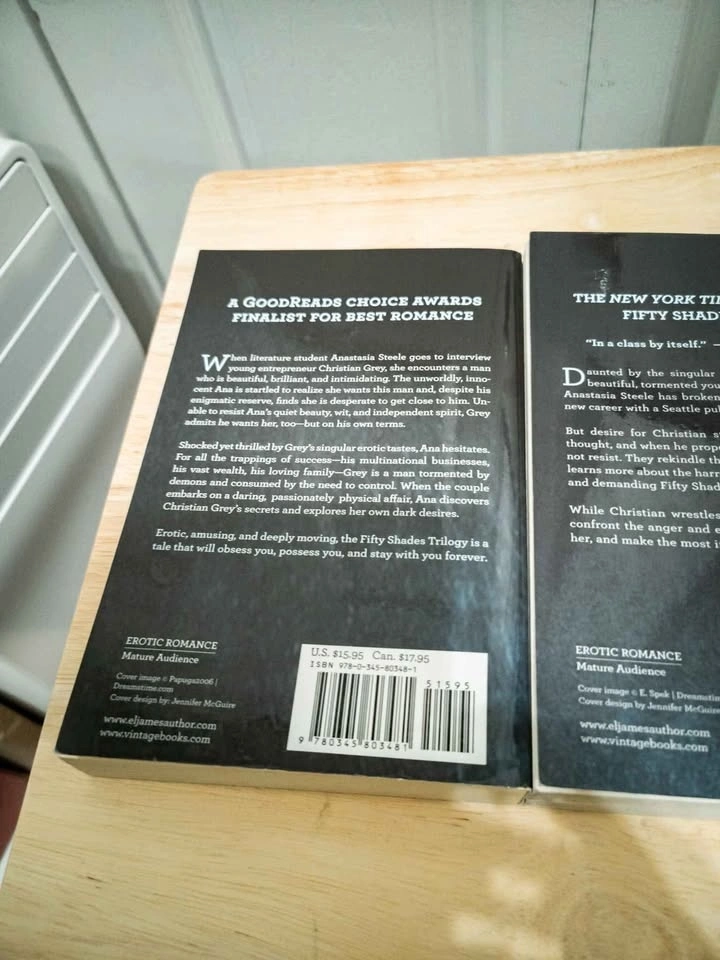 A GOODREADS CHOICE AWARDS
FINALIST FOR BEST ROMANCE
When literature student Anastasia Steele goes to interview
young entrepreneur Christian Grey, she encounters a man
who is beautiful, brilliant, and intimidating. The unworldly, inno-
cent Ana is startled to realize she wants this man and, despite his
enigmatic reserve, finds she is desperate to get close to him. Un-
able to resist Ana's quiet beauty, wit, and independent spirit, Grey
admits he wants her, too—but on his own terms.
Shocked yet thrilled by Grey's singular erotic tastes, Ana hesitates.
For all the trappings of success—his multinational businesses,
his vast wealth, his loving family—Grey is a man tormented by
demons and consumed by the need to control. When the couple
embarks on a daring, passionately physical affair, Ana discovers
Christian Grey's secrets and explores her own dark desires.
Erotic, amusing, and deeply moving, the Fifty Shades Trilogy is a
tale that will obsess you, possess you, and stay with you forever.
EROTIC ROMANCE
Mature Audience
Cover image © Papuga2006 |
Dreamstime.com
Cover design by: Jennifer McGuire
www.eljamesauthor.com
www.vintagebooks.com
U.S. $15.95 Can. $17.95
ISBN 978-0-345-80348-1
51595
9 780345 803481
THE NEW YORK TI
FIFTY SHAD
"In a class by itself." —
Daunted by the singular
beautiful, tormented you
Anastasia Steele has broken
new career with a Seattle pu
But desire for Christian s
thought, and when he prop
not resist. They rekindle th
learns more about the harr
and demanding Fifty Shad
While Christian wrestles
confront the anger and e
her, and make the most i
EROTIC ROMANCE
Mature Audience
Cover image © E. Spek | Dreamstim
Cover design by Jennifer McGuire
www.eljamesauthor.com
www.vintagebooks.com